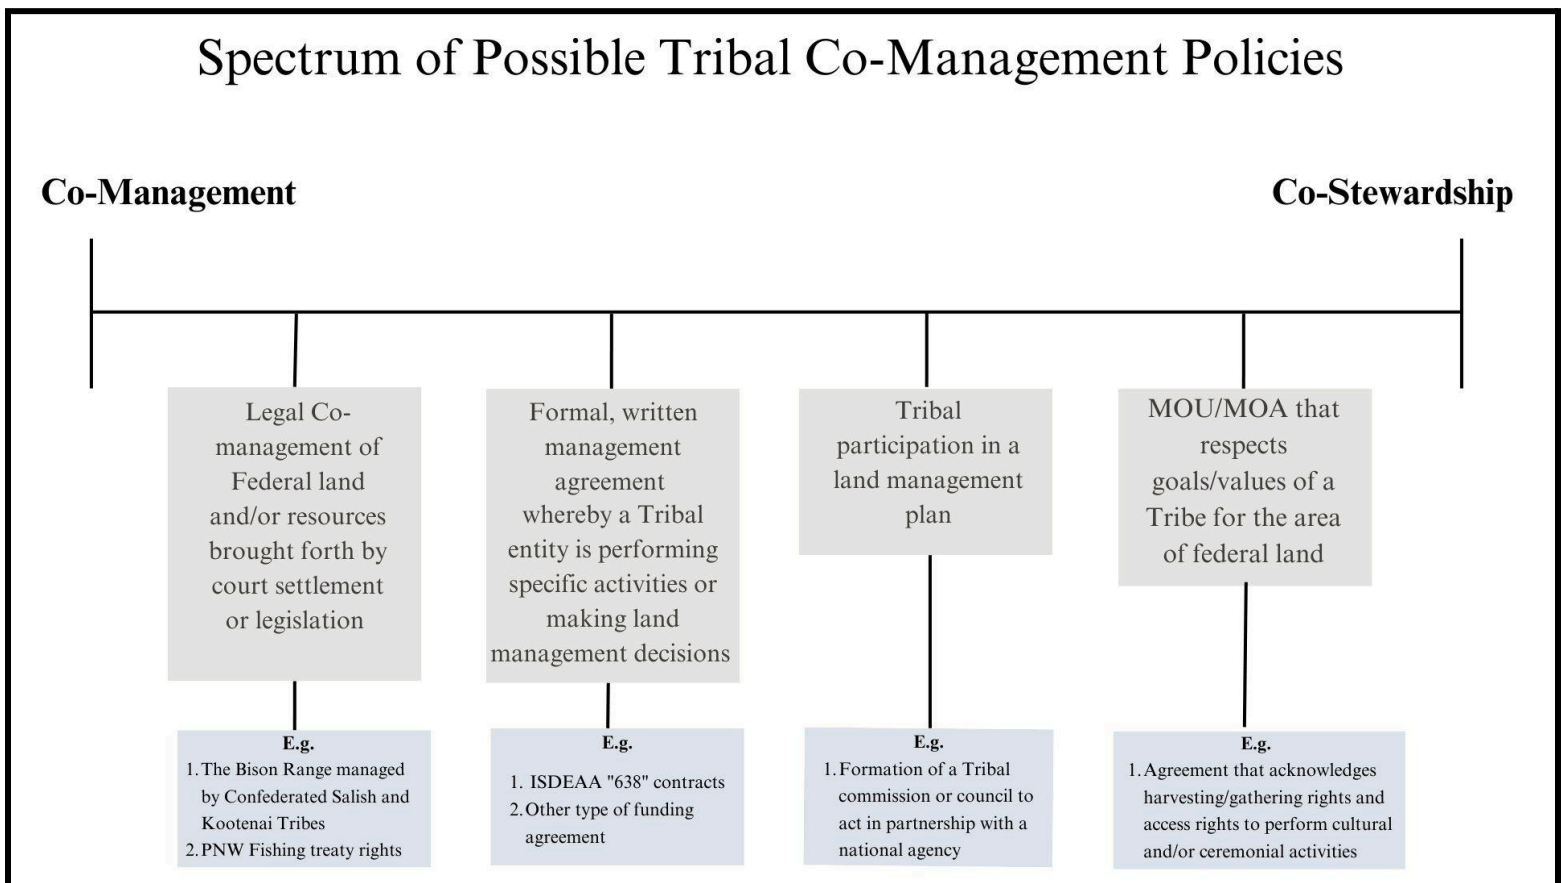 Spectrum of Possible Tribal Co-Management Policies
Co-Management
Co-Stewardship
Legal Co-
management of
Federal land
and/or resources
brought forth by
court settlement
or legislation
Formal, written
management
agreement
whereby a Tribal
entity is performing
specific activities or
making land
management decisions
Tribal
participation in a
land management
plan
MOU/MOA that
respects
goals/values of a
Tribe for the area
of federal land
E.g.
1. The Bison Range managed
by Confederated Salish and
Kootenai Tribes
2. PNW Fishing treaty rights
E.g.
1. ISDEAA "638" contracts
2. Other type of funding
agreement
E.g.
1. Formation of a Tribal
commission or council to
act in partnership with a
national agency
E.g.
1. Agreement that acknowledges
harvesting/gathering rights and
access rights to perform cultural
and/or ceremonial activities